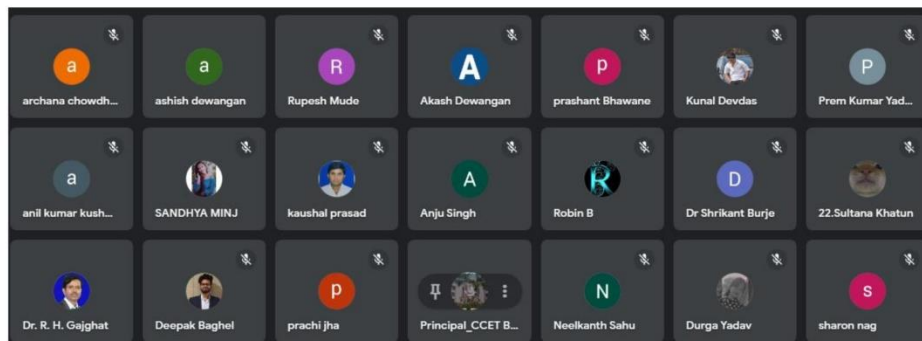 a
a
R
A
p
P
archana chowdh...
ashish dewangan
Rupesh Mude
Akash Dewangan
prashant Bhawane
Kunal Devdas
Prem Kumar Yad...
a
A
R
D
anil kumar kush...
SANDHYA MINJ
kaushal prasad
Anju Singh
Robin B
Dr Shrikant Burje
22.Sultana Khatun
p
N
s
Dr. R. H. Gajghat
Deepak Baghel
prachi jha
Principal_CCET B...
Neelkanth Sahu
Durga Yadav
sharon nag